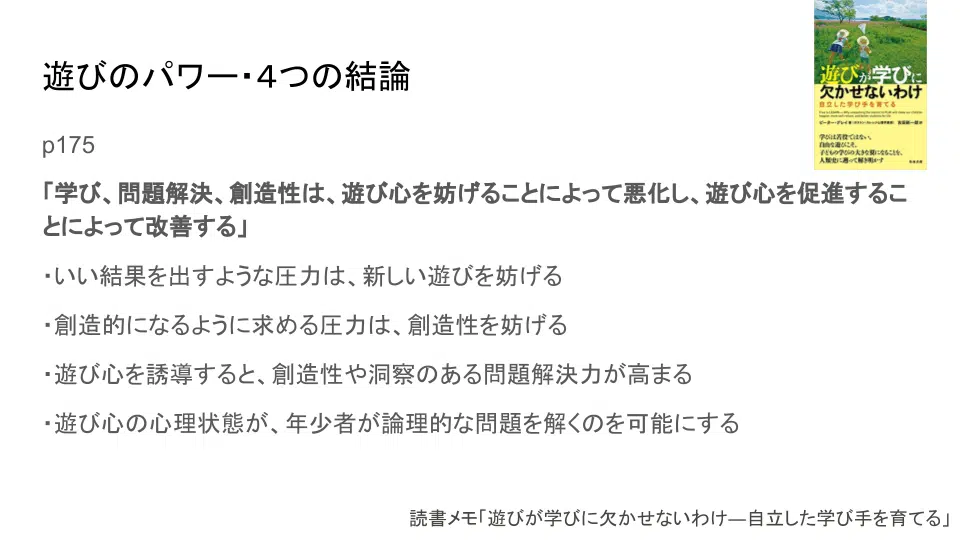 遊びのパワー・４つの結論
p175
「学び、問題解決、創造性は、遊び心を妨げることによって悪化し、遊び心を促進するこ
とによって改善する」
・いい結果を出すような圧力は、新しい遊びを妨げる
・創造的になるように求める圧力は、創造性を妨げる
・遊び心を誘導すると、創造性や洞察のある問題解決力が高まる
・遊び心の心理状態が、年少者が論理的な問題を解くのを可能にする
遊びが学びに
欠かせないわけ
自立した学び手を育てる
学びは苦役ではない。
自由な遊びこそ、
子どもの学びの大きな翼になることを、
人類史に遡って解き明かす
読書メモ「遊びが学びに欠かせないわけ―自立した学び手を育てる」